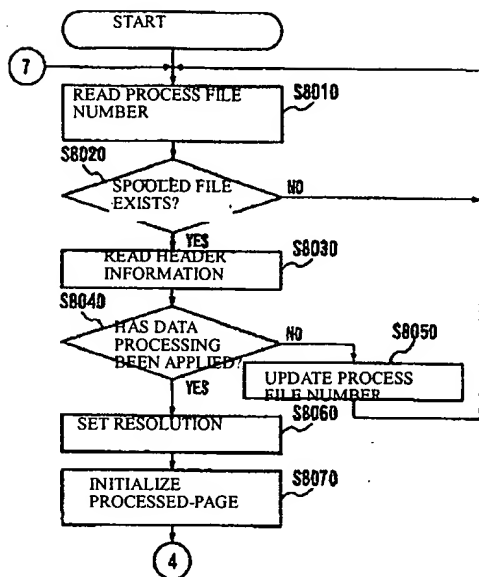 START
7
READ PROCESS FILE
NUMBER
S8010
S8020
SPOOLED FILE
EXISTS?
NO
YES
READ HEADER
INFORMATION
S8030
S8040
HAS DATA
PROCESSING
BEEN APPLIED?
NO
YES
S8050
UPDATE PROCESS
FILE NUMBER
SET RESOLUTION
S8060
INITIALIZE
PROCESSED-PAGE
S8070
4